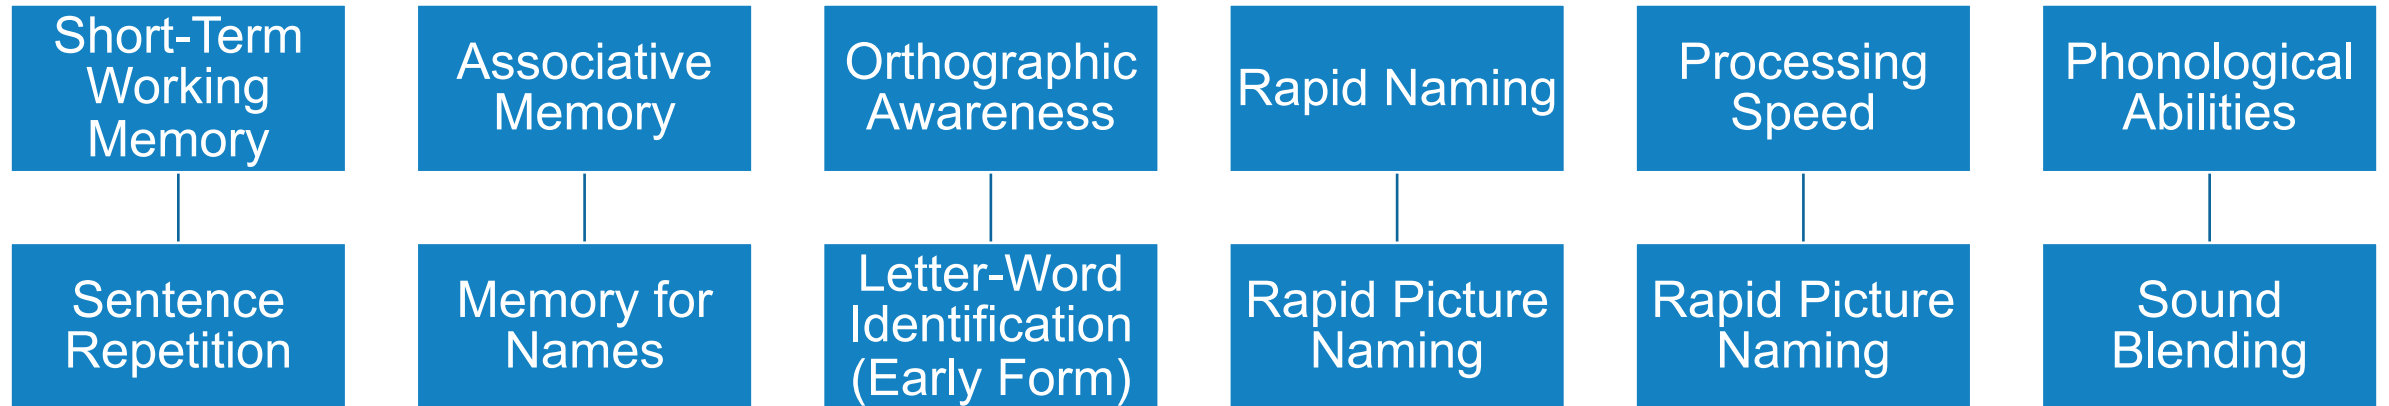 Short-Term
Working
Memory
Associative
Memory
Orthographic
Awareness
Rapid Naming
Processing
Speed
Phonological
Abilities
Sentence
Repetition
Memory for
Names
Letter-Word
Identification
(Early Form)
Rapid Picture
Naming
Rapid Picture
Naming
Sound
Blending